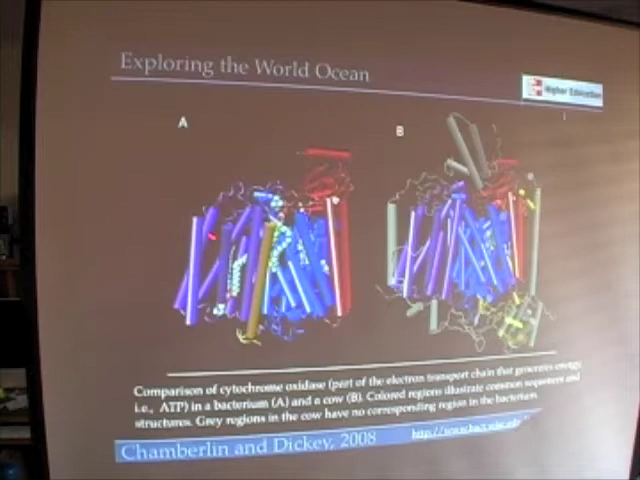 Exploring the World Ocean
Higher Education
A
B
Comparison of cytochrome oxidase (part of the electron transport chain that generates energy,
i.e., ATP) in a bacterium (A) and a cow (B). Colored regions illustrate common sequences and
structures. Grey regions in the cow have no corresponding region in the bacterium.
Chamberlin and Dickey, 2008